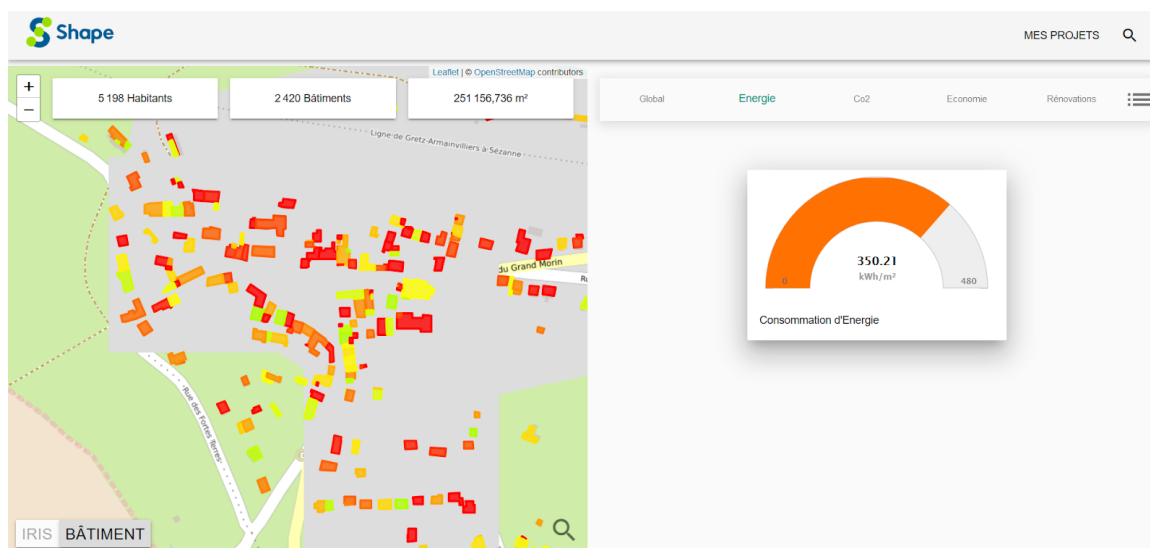 Shape
MES PROJETS
Leaflet | © OpenStreetMap contributors
+
−
5 198 Habitants
2 420 Bâtiments
251 156,736 m²
Global
Energie
Co2
Economie
Rénovations
Ligne de Gretz-Armainvilliers à Sézanne
du Grand Morin
Rue des Fortes Terres
350.21
kWh/m²
0
480
Consommation d'Energie
IRIS
BÂTIMENT